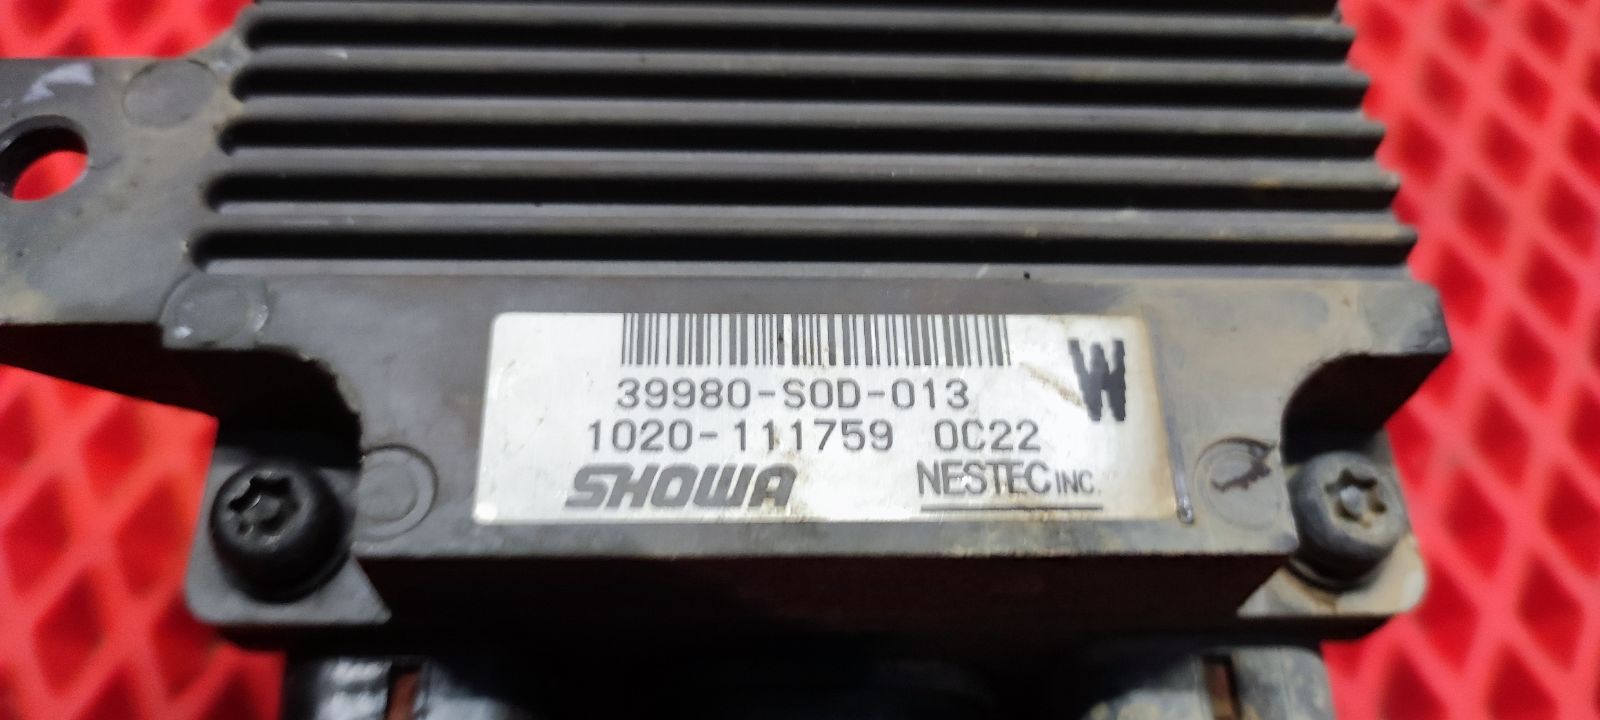 39980-S0D-013
W
1020-111759 0C22
SHOWA NESTEC INC.